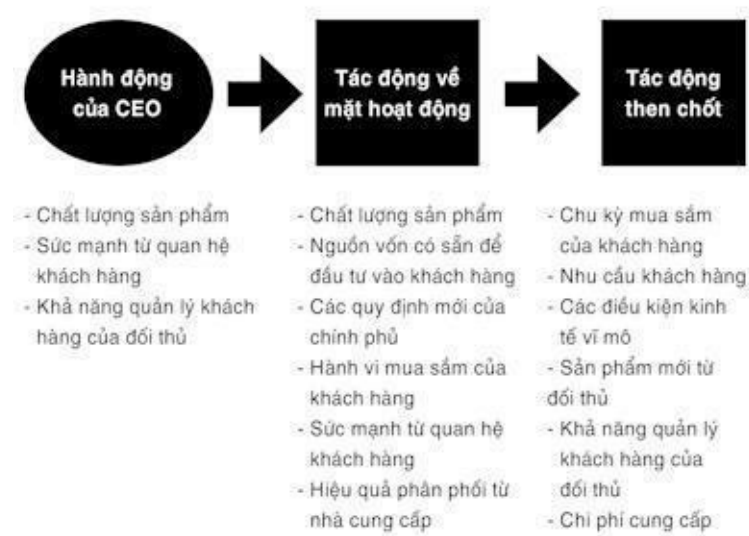 Hành động
của CEO
Tác động về
mặt hoạt động
Tác động
then chốt
- Chất lượng sản phẩm
- Sức mạnh từ quan hệ
khách hàng
- Khả năng quản lý khách
hàng của đối thủ
- Chất lượng sản phẩm
- Nguồn vốn có sẵn để
đầu tư vào khách hàng
- Các quy định mới của
chính phủ
- Hành vi mua sắm của
khách hàng
- Sức mạnh từ quan hệ
khách hàng
- Hiệu quả phân phối từ
nhà cung cấp
- Chu kỳ mua sắm
của khách hàng
- Nhu cầu khách hàng
- Các điều kiện kinh
tế vĩ mô
- Sản phẩm mới từ
đối thủ
- Khả năng quản lý
khách hàng của
đối thủ
- Chi phí cung cấp